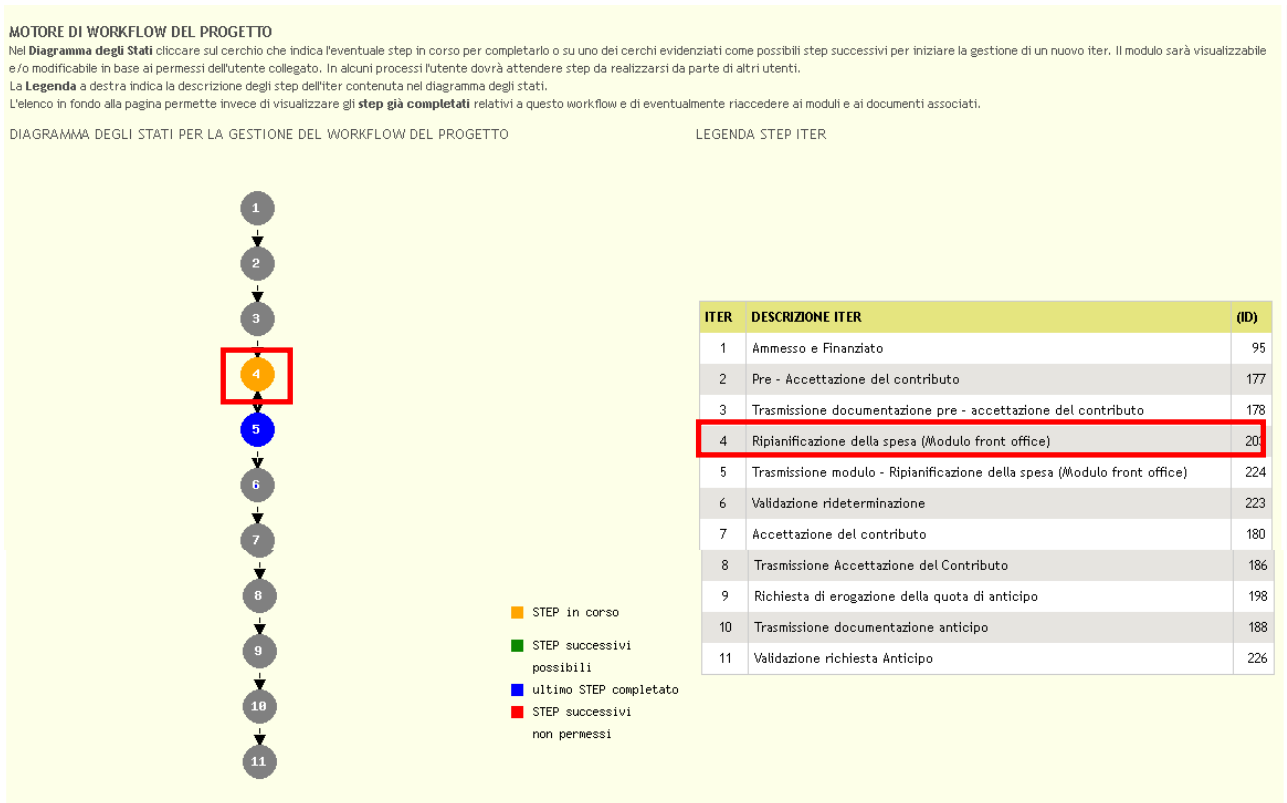 MOTORE DI WORKFLOW DEL PROGETTO
Nel Diagramma degli Stati cliccare sul cerchio che indica l'eventuale step in corso per completarlo o su uno dei cerchi evidenziati come possibili step successivi per iniziare la gestione di un nuovo iter. Il modulo sarà visualizzabile
e/o modificabile in base ai permessi dell'utente collegato. In alcuni processi l'utente dovrà attendere step da realizzarsi da parte di altri utenti.
La Legenda a destra indica la descrizione degli step dell'iter contenuta nel diagramma degli stati.
L'elenco in fondo alla pagina permette invece di visualizzare gli step già completati relativi a questo workflow e di eventualmente riaccedere ai moduli e ai documenti associati.
DIAGRAMMA DEGLI STATI PER LA GESTIONE DEL WORKFLOW DEL PROGETTO
1
2
3
4
5
6
7
8
9
10
11
STEP in corso
STEP successivi
possibili
ultimo STEP completato
STEP successivi
non permessi
LEGENDA STEP ITER
ITER DESCRIZIONE ITER (ID)
1 Ammesso e Finanziato 95
2 Pre - Accettazione del contributo 177
3 Trasmissione documentazione pre - accettazione del contributo 178
4 Ripianificazione della spesa (Modulo front office) 203
5 Trasmissione modulo - Ripianificazione della spesa (Modulo front office) 224
6 Validazione rideterminazione 223
7 Accettazione del contributo 180
8 Trasmissione Accettazione del Contributo 186
9 Richiesta di erogazione della quota di anticipo 198
10 Trasmissione documentazione anticipo 188
11 Validazione richiesta Anticipo 226